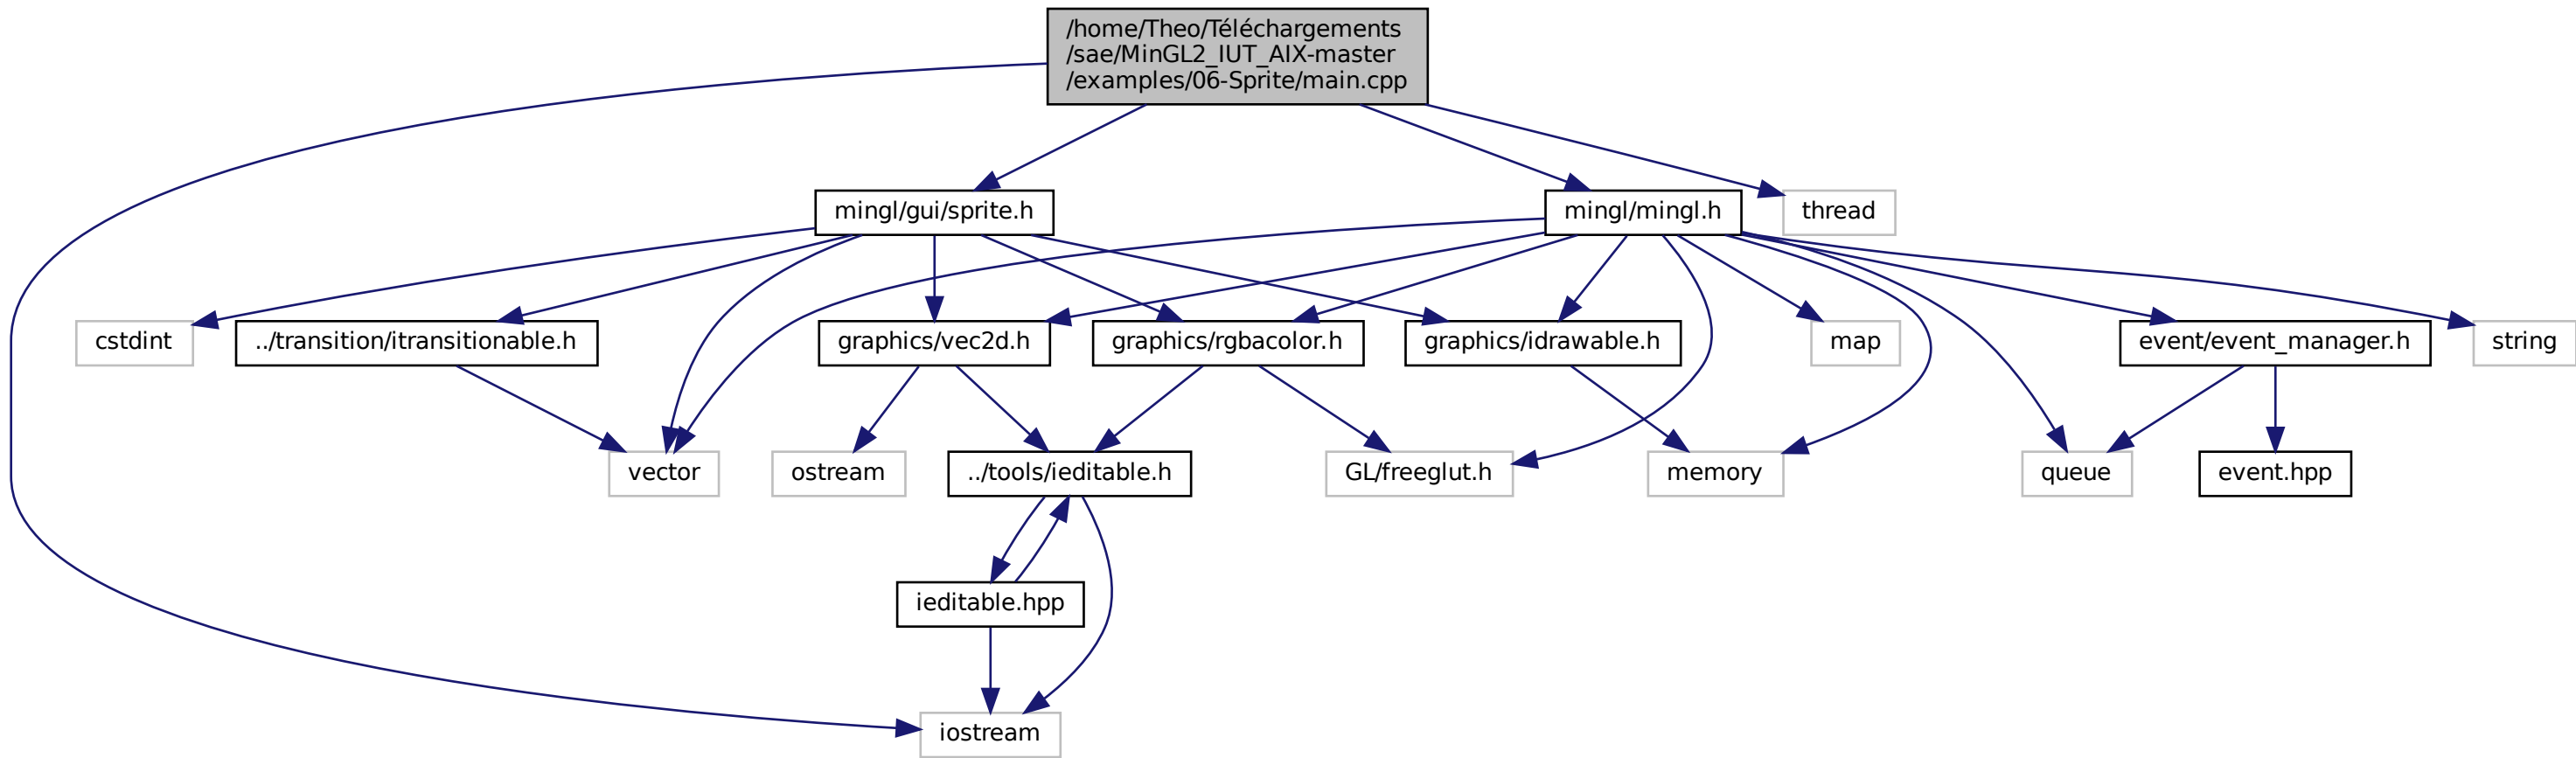 /home/Theo/Téléchargements
/sae/MinGL2_IUT_AIX-master
/examples/06-Sprite/main.cpp
mingl/gui/sprite.h
mingl/mingl.h
thread
cstdint
../transition/itransitionable.h
graphics/vec2d.h
graphics/rgbacolor.h
graphics/idrawable.h
map
event/event_manager.h
string
vector
ostream
../tools/ieditable.h
GL/freeglut.h
memory
queue
event.hpp
ieditable.hpp
iostream